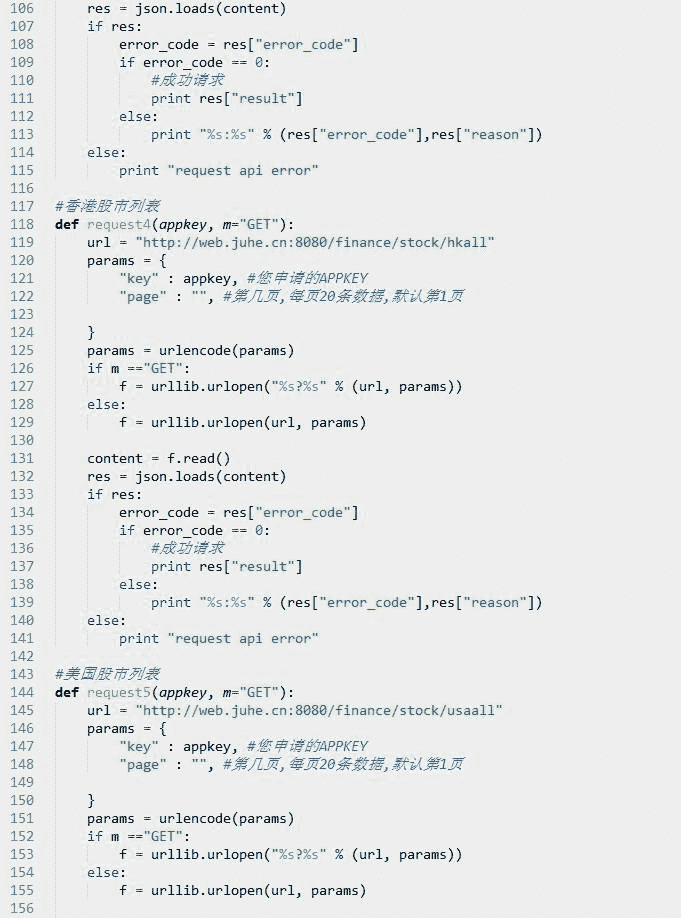 106 res = json.loads(content)
107 if res:
108 error_code = res["error_code"]
109 if error_code == 0:
110 #成功请求
111 print res["result"]
112 else:
113 print "%s:%s" % (res["error_code"],res["reason"])
114 else:
115 print "request api error"
116
117 #香港股市列表
118 def request4(appkey, m="GET"):
119 url = "http://web.juhe.cn:8080/finance/stock/hkall"
120 params = {
121 "key" : appkey, #您申请的APPKEY
122 "page" : "", #第几页,每页20条数据,默认第1页
123
124 }
125 params = urlencode(params)
126 if m =="GET":
127 f = urllib.urlopen("%s?%s" % (url, params))
128 else:
129 f = urllib.urlopen(url, params)
130
131 content = f.read()
132 res = json.loads(content)
133 if res:
134 error_code = res["error_code"]
135 if error_code == 0:
136 #成功请求
137 print res["result"]
138 else:
139 print "%s:%s" % (res["error_code"],res["reason"])
140 else:
141 print "request api error"
142
143 #美国股市列表
144 def request5(appkey, m="GET"):
145 url = "http://web.juhe.cn:8080/finance/stock/usaall"
146 params = {
147 "key" : appkey, #您申请的APPKEY
148 "page" : "", #第几页,每页20条数据,默认第1页
149
150 }
151 params = urlencode(params)
152 if m =="GET":
153 f = urllib.urlopen("%s?%s" % (url, params))
154 else:
155 f = urllib.urlopen(url, params)
156